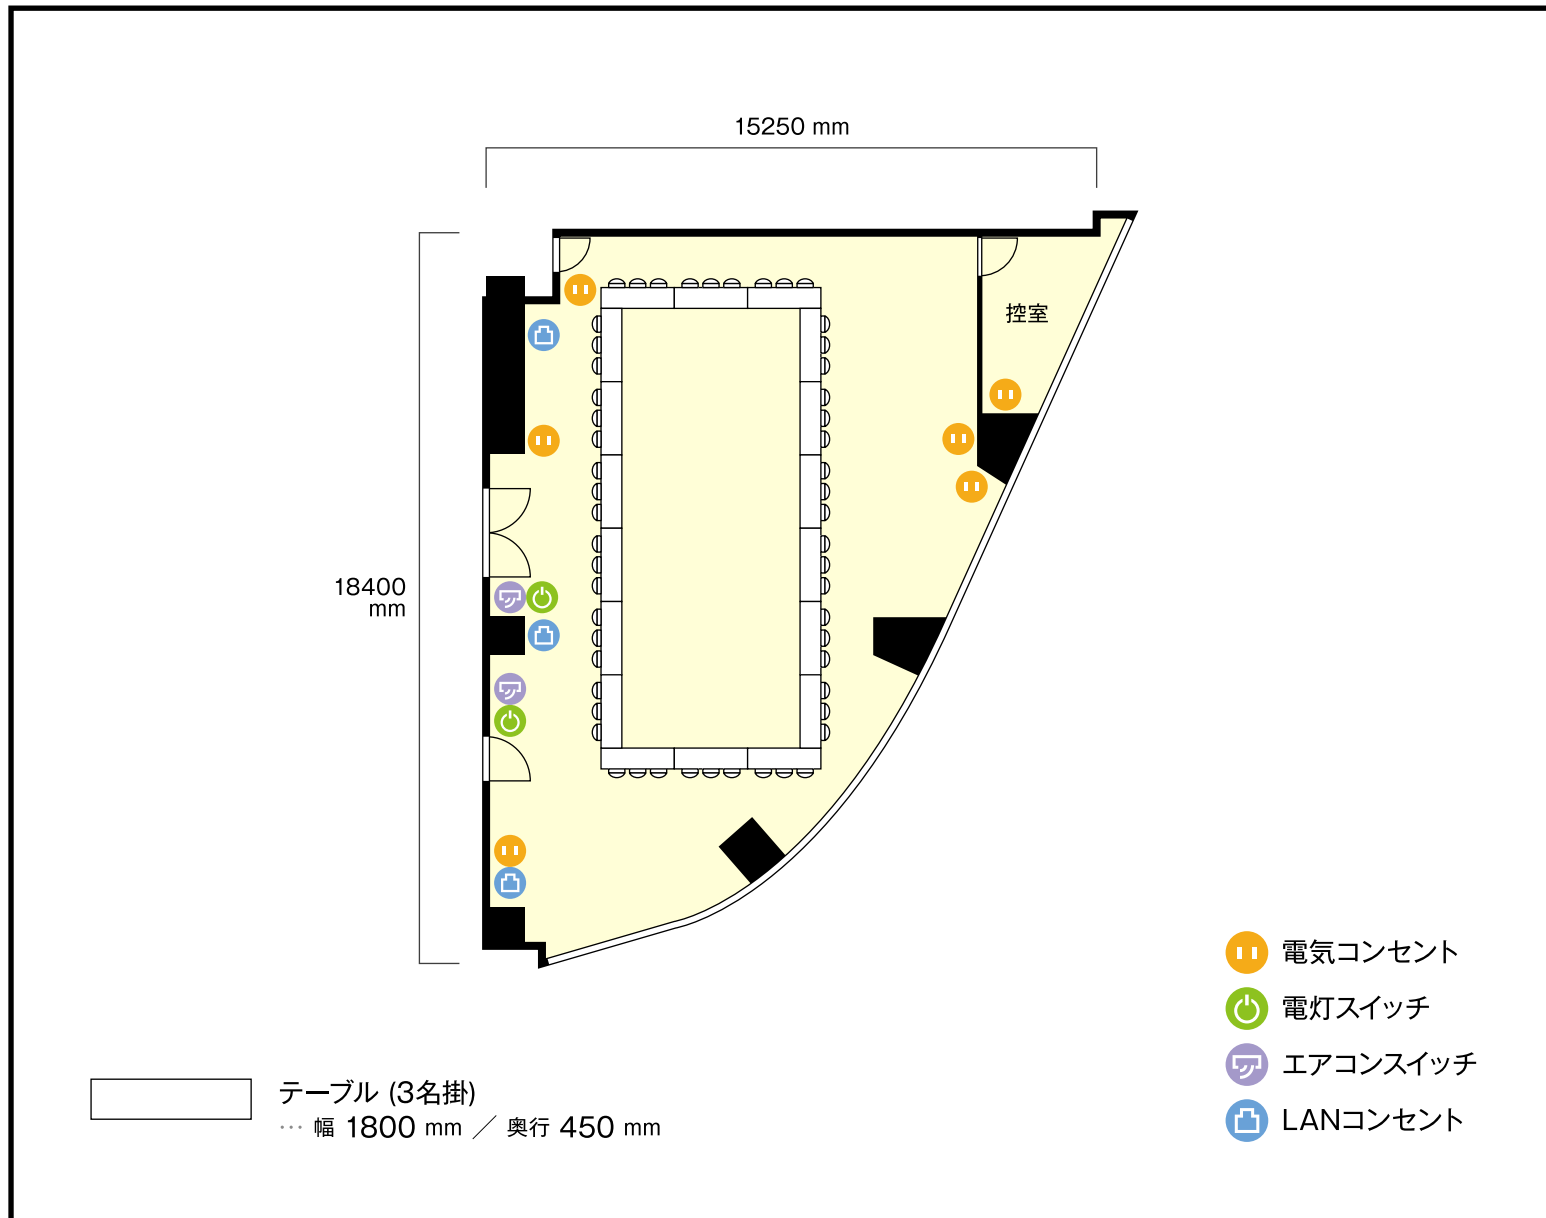 15250 mm
控室
18400
mm
電気コンセント
電灯スイッチ
エアコンスイッチ
LANコンセント
テーブル (3名掛)
… 幅 1800 mm ／ 奥行 450 mm